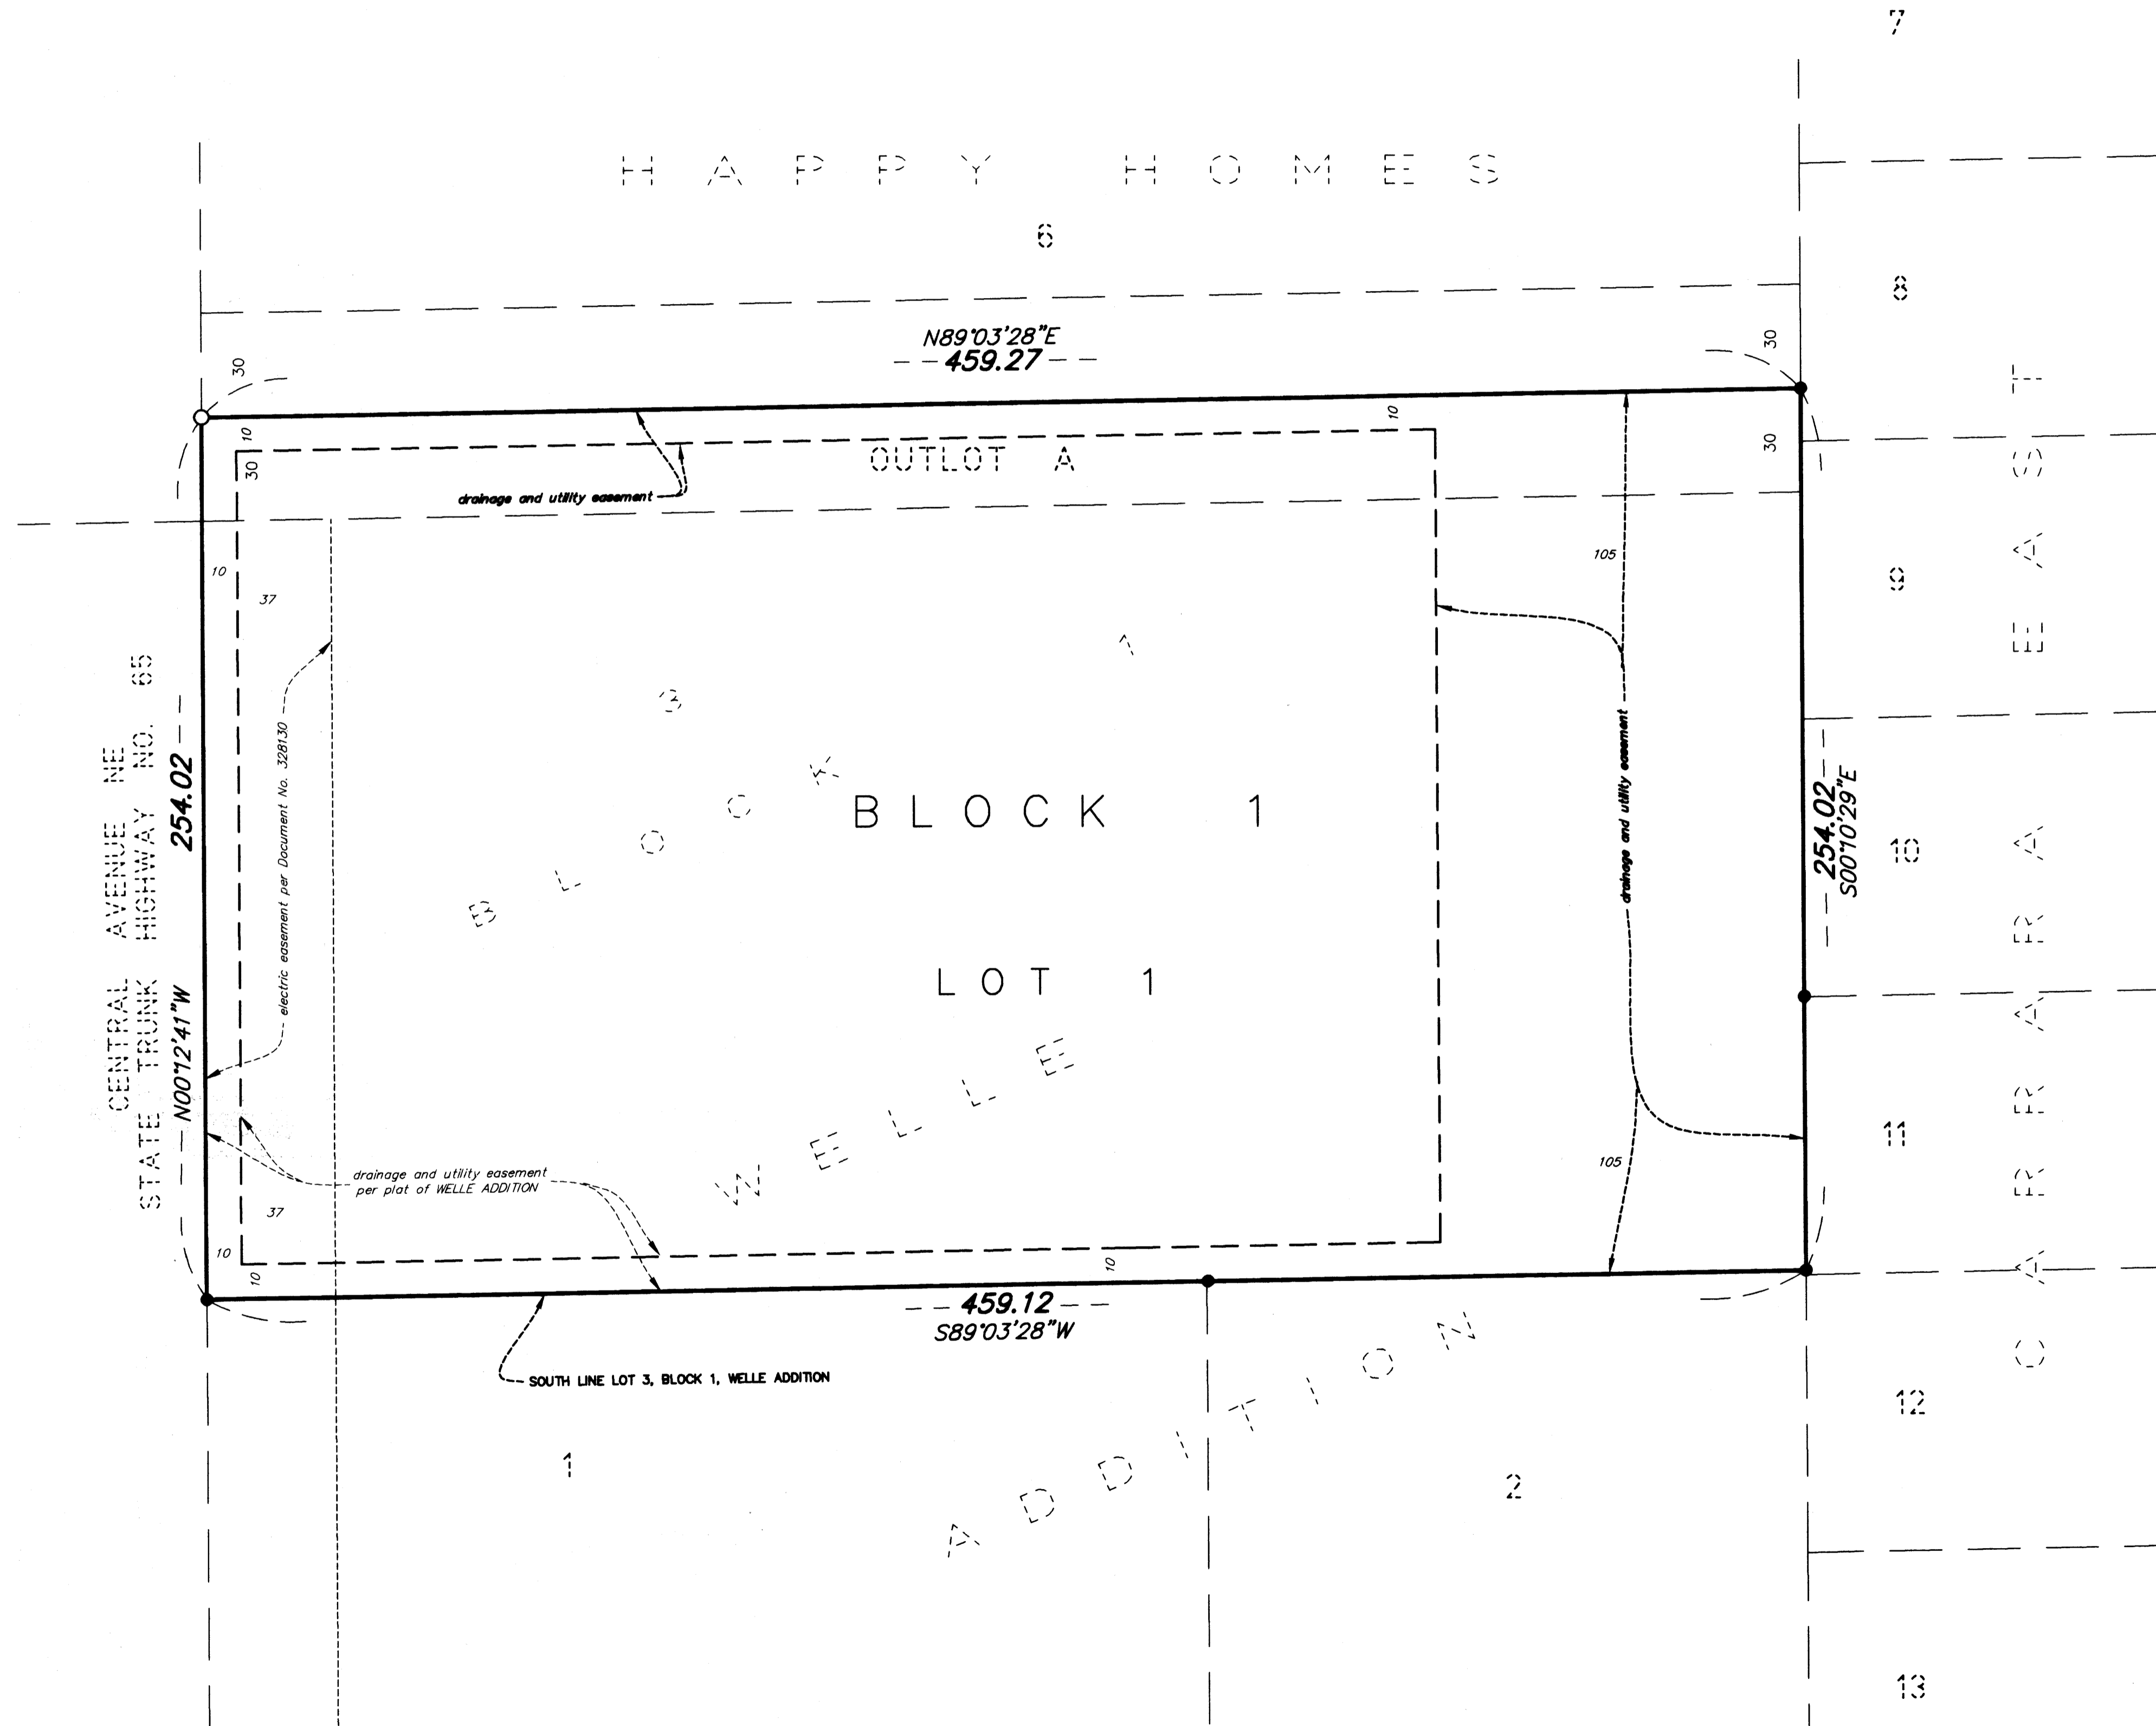 7
HAPPY HOMES
6
8
N89°03'28"E
459.27
30
30
10
10
30
30
OUTLOT A
drainage and utility easement
10
37
105
9
3
1
BLOCK
BLOCK 1
LOT 1
WELLE
ADDITION
CENTRAL AVENUE NE
STATE TRUNK HIGHWAY NO. 65
254.02
N00°12'41"W
electric easement per Document No. 328130
drainage and utility easement
254.02
S00°10'29"E
10
CARRARA EAST
11
105
drainage and utility easement
per plat of WELLE ADDITION
37
10
10
10
459.12
S89°03'28"W
SOUTH LINE LOT 3, BLOCK 1, WELLE ADDITION
12
1
2
13